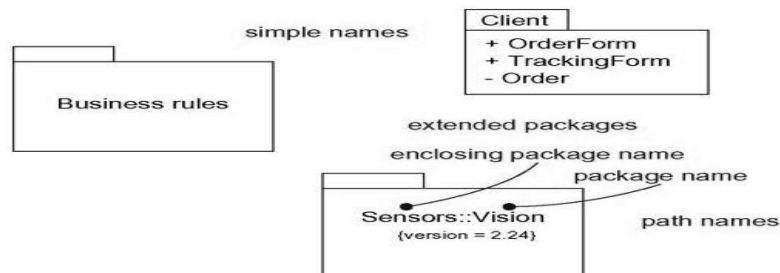 Client
simple names
+ OrderForm
+ TrackingForm
- Order
Business rules
extended packages
enclosing package name
package name
Sensors::Vision
{version = 2.24}
path names